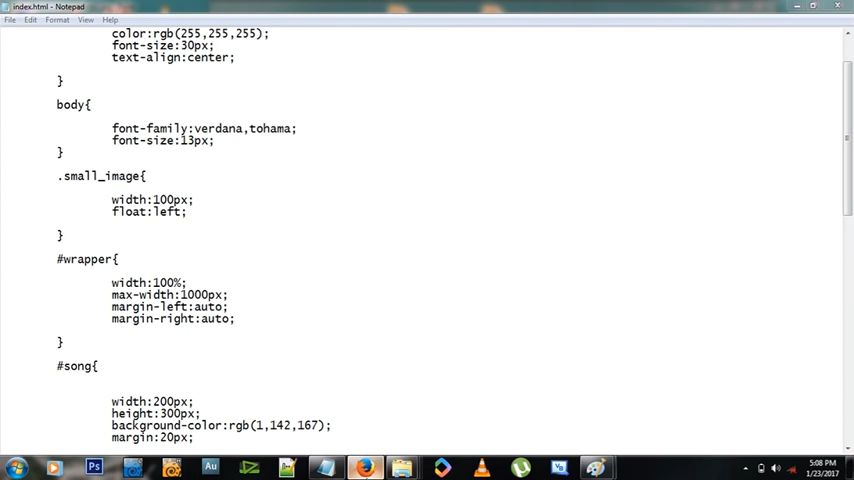 index.html - Notepad
File Edit Format View Help
color:rgb(255,255,255);
font-size:30px;
text-align:center;
}
body{
font-family:verdana,tohama;
font-size:13px;
}
.small_image{
width:100px;
float:left;
}
#wrapper{
width:100%;
max-width:1000px;
margin-left:auto;
margin-right:auto;
}
#song{
width:200px;
height:300px;
background-color:rgb(1,142,167);
margin:20px;
Ps
Au
5:08 PM
1/23/2017